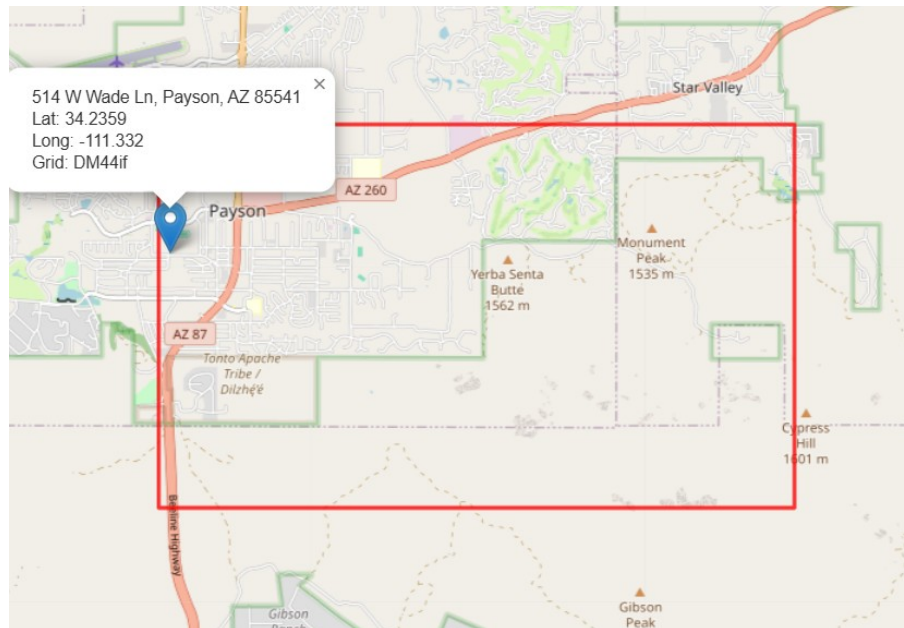 Star Valley
×
514 W Wade Ln, Payson, AZ 85541
Lat: 34.2359
Long: -111.332
Grid: DM44if
AZ 260
Payson
Monument
Peak
1535 m
Yerba Senta
Butte
1562 m
AZ 87
Tonto Apache
Tribe /
Dilzhę́’é
Cypress
Hill
1601 m
Beeline Highway
Gibson
Ranch
Gibson
Peak